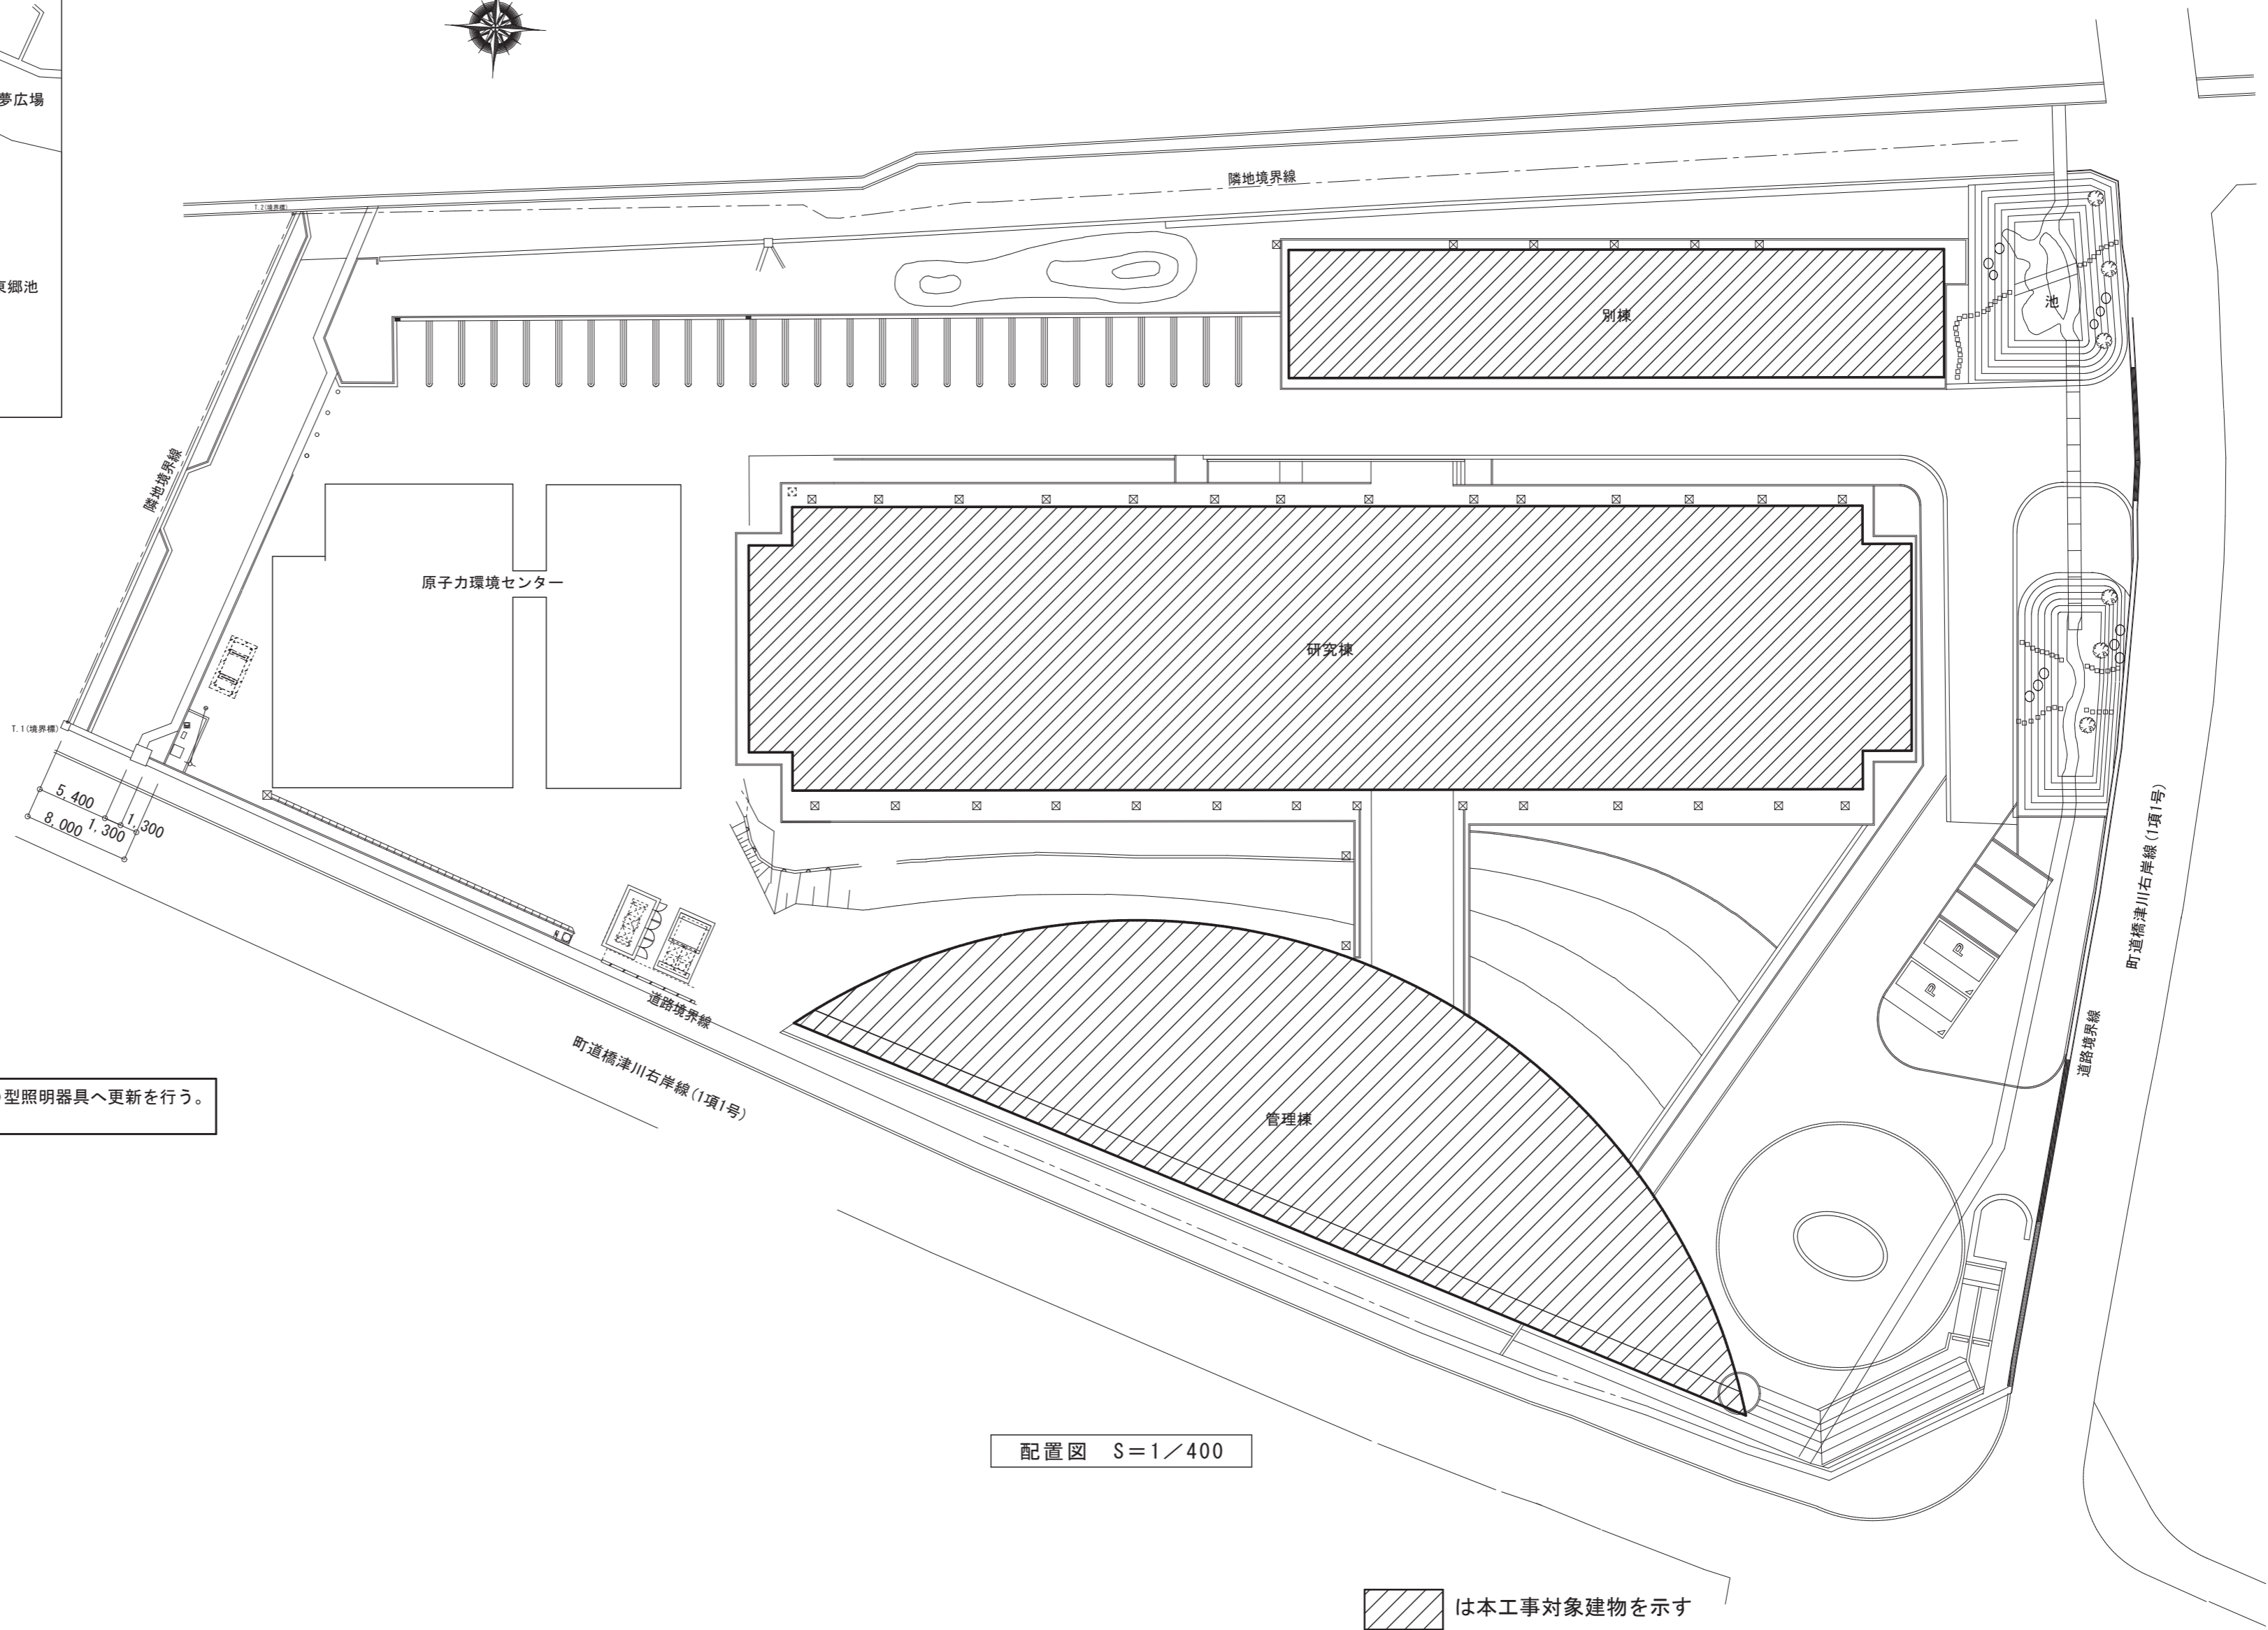 夢広場
東郷池
T.2(境界標)
隣地境界線
隣地境界線
池
別棟
原子力環境センター
研究棟
T.1(境界標)
5,400
1,300
1,300
8,000
P
P
町道橋津川右岸線(1項1号)
道路境界線
道路境界線
町道橋津川右岸線(1項1号)
管理棟
型照明器具へ更新を行う。
配置図 S=1/400
は本工事対象建物を示す